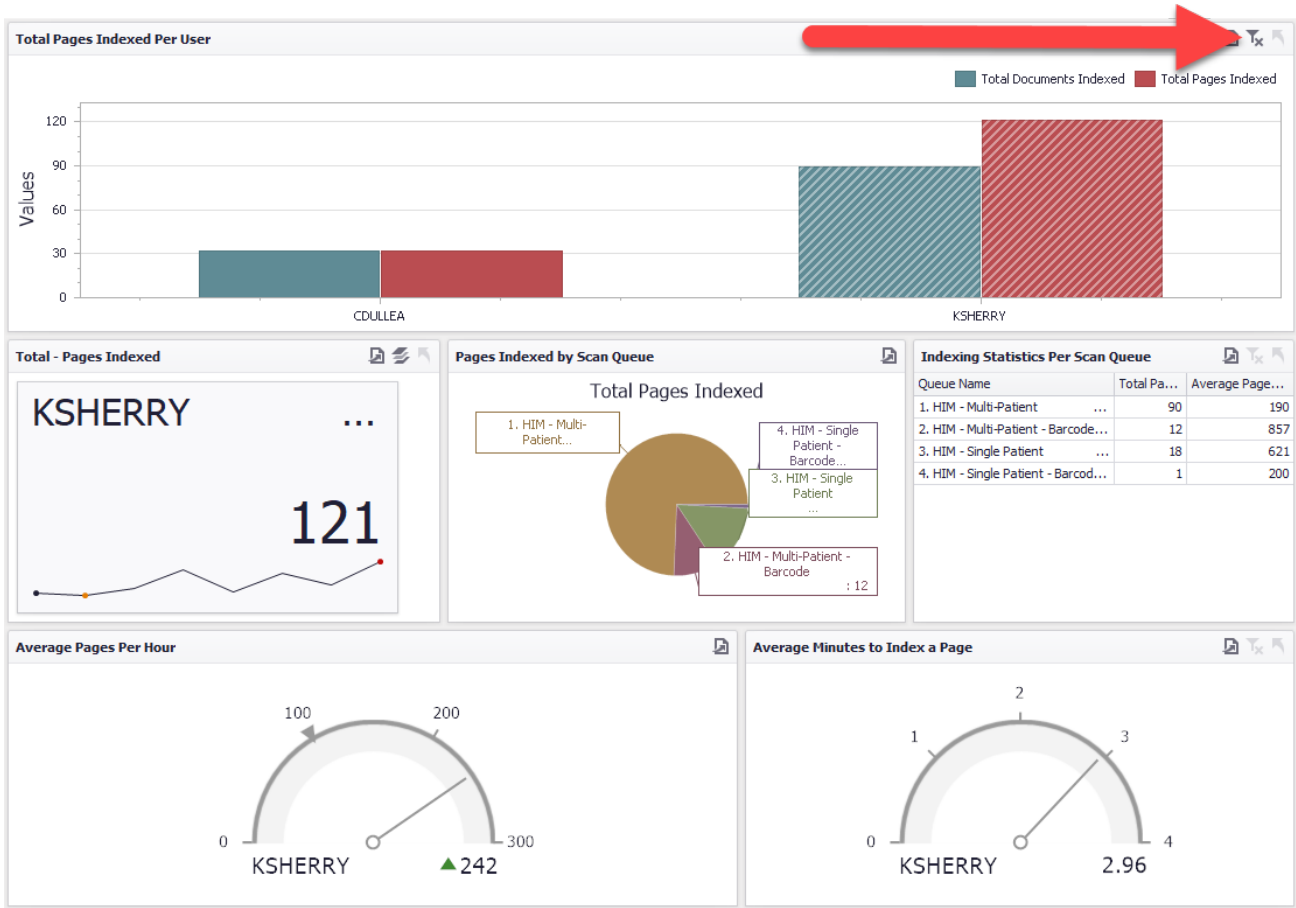 Total Pages Indexed Per User
Total Documents Indexed Total Pages Indexed
120
90
60
30
0
Values
CDULLEA KSHERRY
Total - Pages Indexed
KSHERRY ...
121
Pages Indexed by Scan Queue
Total Pages Indexed
1. HIM - Multi-
Patient...
4. HIM - Single
Patient -
Barcode...
3. HIM - Single
Patient
...
2. HIM - Multi-Patient -
Barcode
: 12
Indexing Statistics Per Scan Queue
Queue Name Total Pa... Average Page...
1. HIM - Multi-Patient ... 90 190
2. HIM - Multi-Patient - Barcode... 12 857
3. HIM - Single Patient ... 18 621
4. HIM - Single Patient - Barcod... 1 200
Average Pages Per Hour
0 100 200 300
KSHERRY 242
Average Minutes to Index a Page
0 1 2 3 4
KSHERRY 2.96